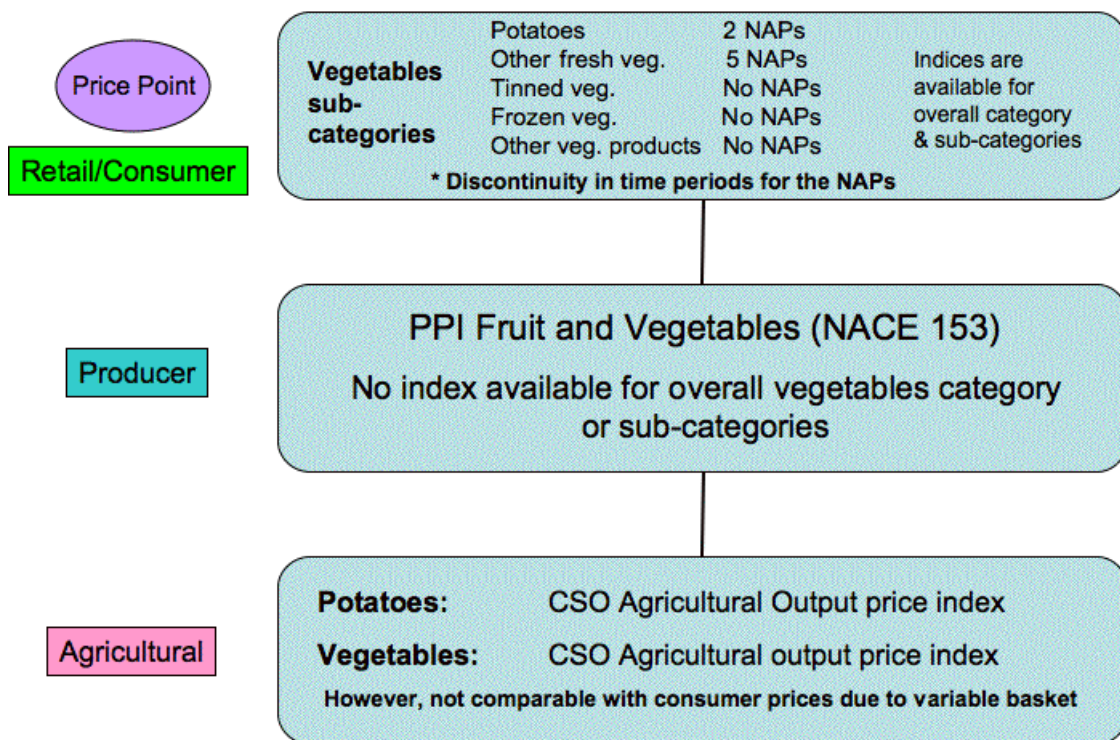 Price Point
Retail/Consumer
Vegetables
sub-
categories
Potatoes 2 NAPs
Other fresh veg. 5 NAPs
Tinned veg. No NAPs
Frozen veg. No NAPs
Other veg. products No NAPs
Indices are
available for
overall category
& sub-categories
* Discontinuity in time periods for the NAPs
Producer
PPI Fruit and Vegetables (NACE 153)
No index available for overall vegetables category
or sub-categories
Agricultural
Potatoes: CSO Agricultural Output price index
Vegetables: CSO Agricultural output price index
However, not comparable with consumer prices due to variable basket